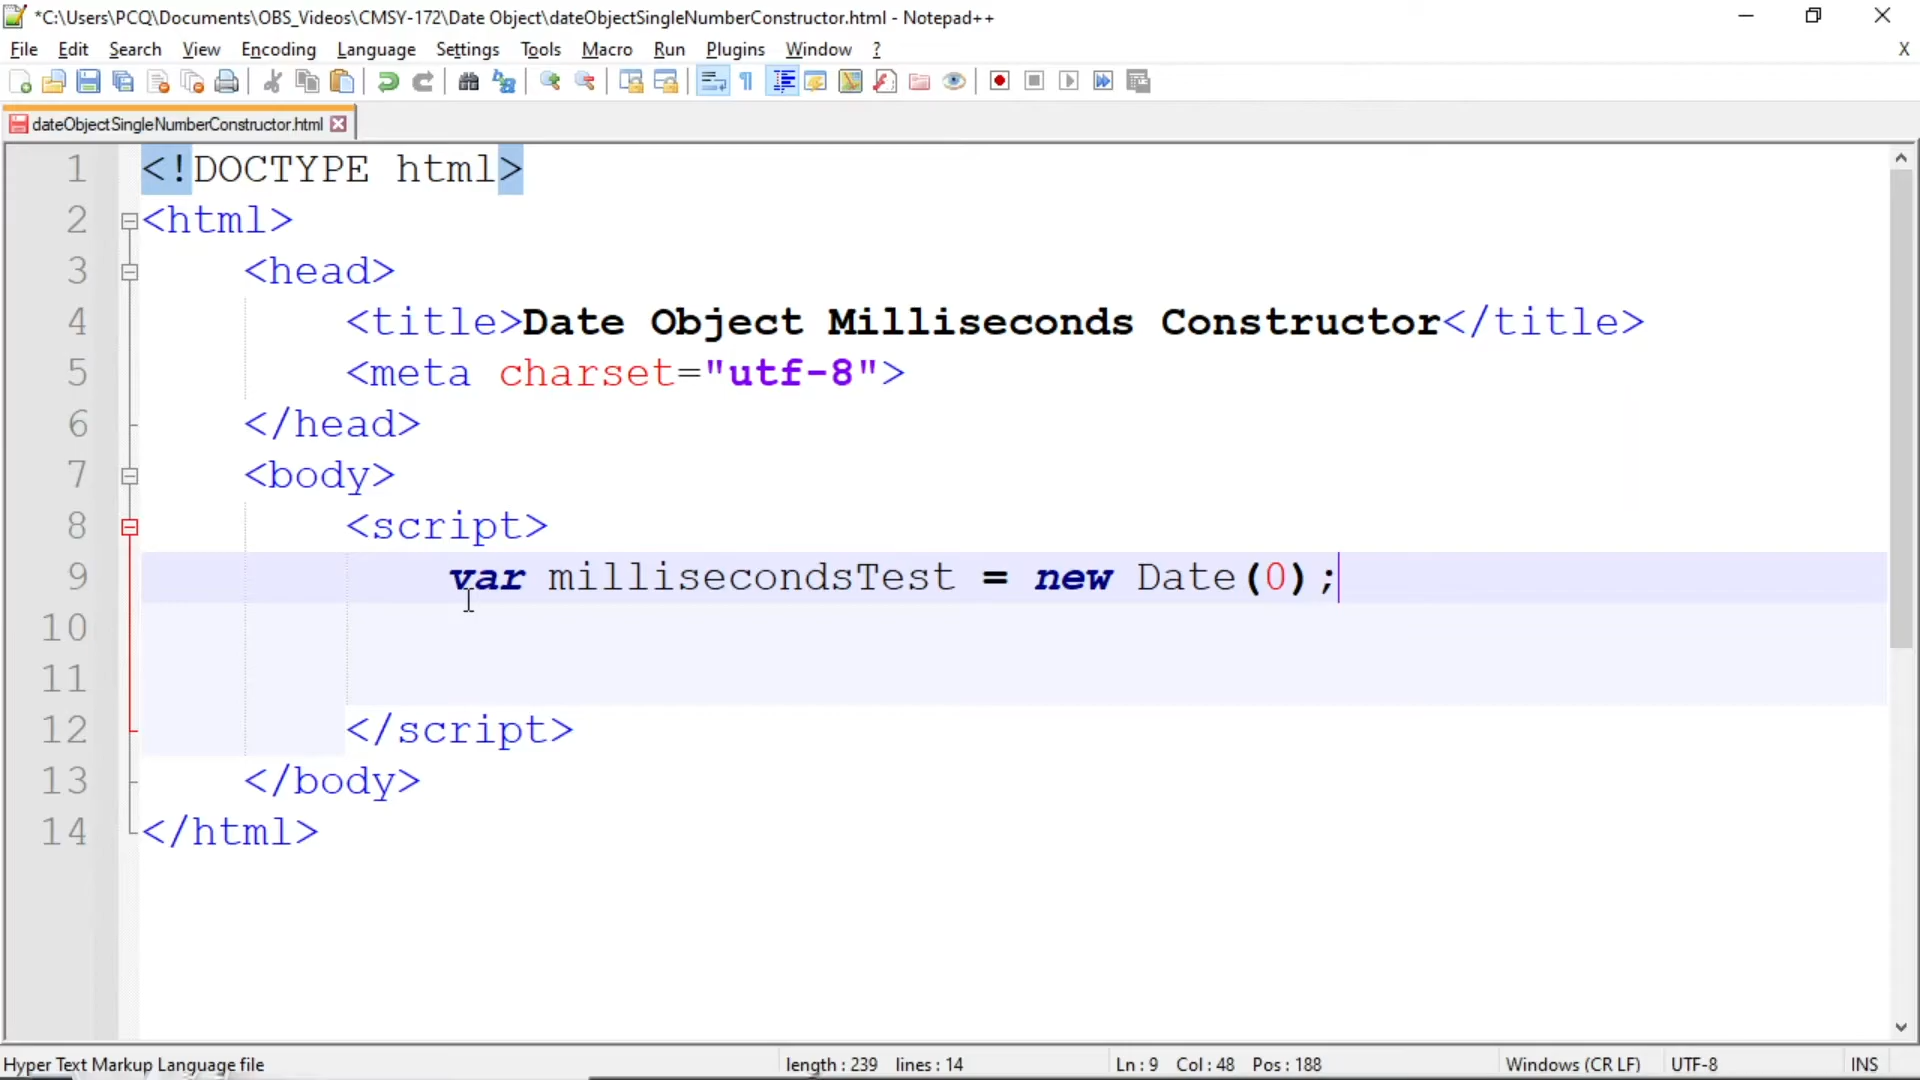 *C:\Users\PCQ\Documents\OBS_Videos\CMSY-172\Date Object\dateObjectSingleNumberConstructor.html - Notepad++
File Edit Search View Encoding Language Settings Tools Macro Run Plugins Window ? X
dateObjectSingleNumberConstructor.html
1 <!DOCTYPE html>
2 <html>
3 <head>
4 <title>Date Object Milliseconds Constructor</title>
5 <meta charset="utf-8">
6 </head>
7 <body>
8 <script>
9 var millisecondsTest = new Date(0);
10
11
12 </script>
13 </body>
14 </html>
Hyper Text Markup Language file length : 239 lines : 14 Ln : 9 Col : 48 Pos : 188 Windows (CR LF) UTF-8 INS